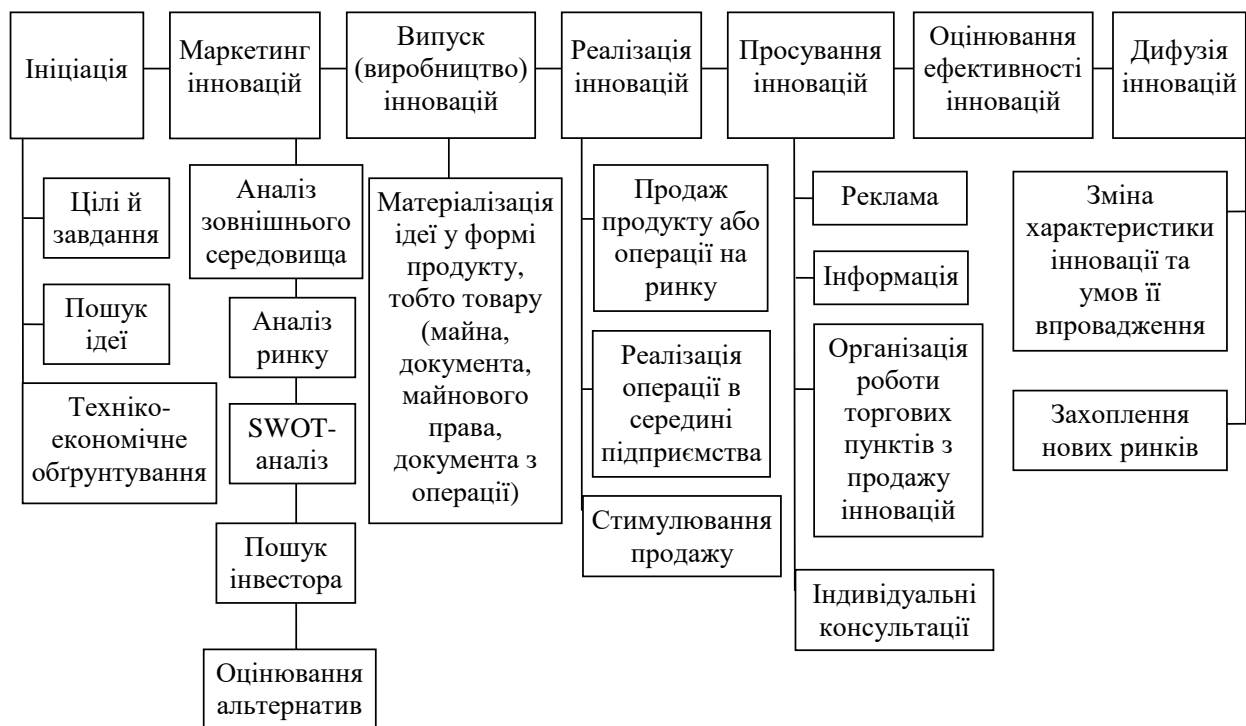 Ініціація
Маркетинг
інновацій
Випуск
(виробництво)
інновацій
Реалізація
інновацій
Просування
інновацій
Оцінювання
ефективності
інновацій
Дифузія
інновацій
Цілі й
завдання
Пошук
ідеї
Техніко-
економічне
обґрунтування
Аналіз
зовнішнього
середовища
Аналіз
ринку
SWOT-
аналіз
Пошук
інвестора
Оцінювання
альтернатив
Матеріалізація
ідеї у формі
продукту,
тобто товару
(майна,
документа,
майнового
права,
документа з
операції)
Продаж
продукту або
операції на
ринку
Реалізація
операції в
середині
підприємства
Стимулювання
продажу
Реклама
Інформація
Організація
роботи
торгових
пунктів з
продажу
інновацій
Індивідуальні
консультації
Зміна
характеристики
інновації та
умов її
впровадження
Захоплення
нових ринків